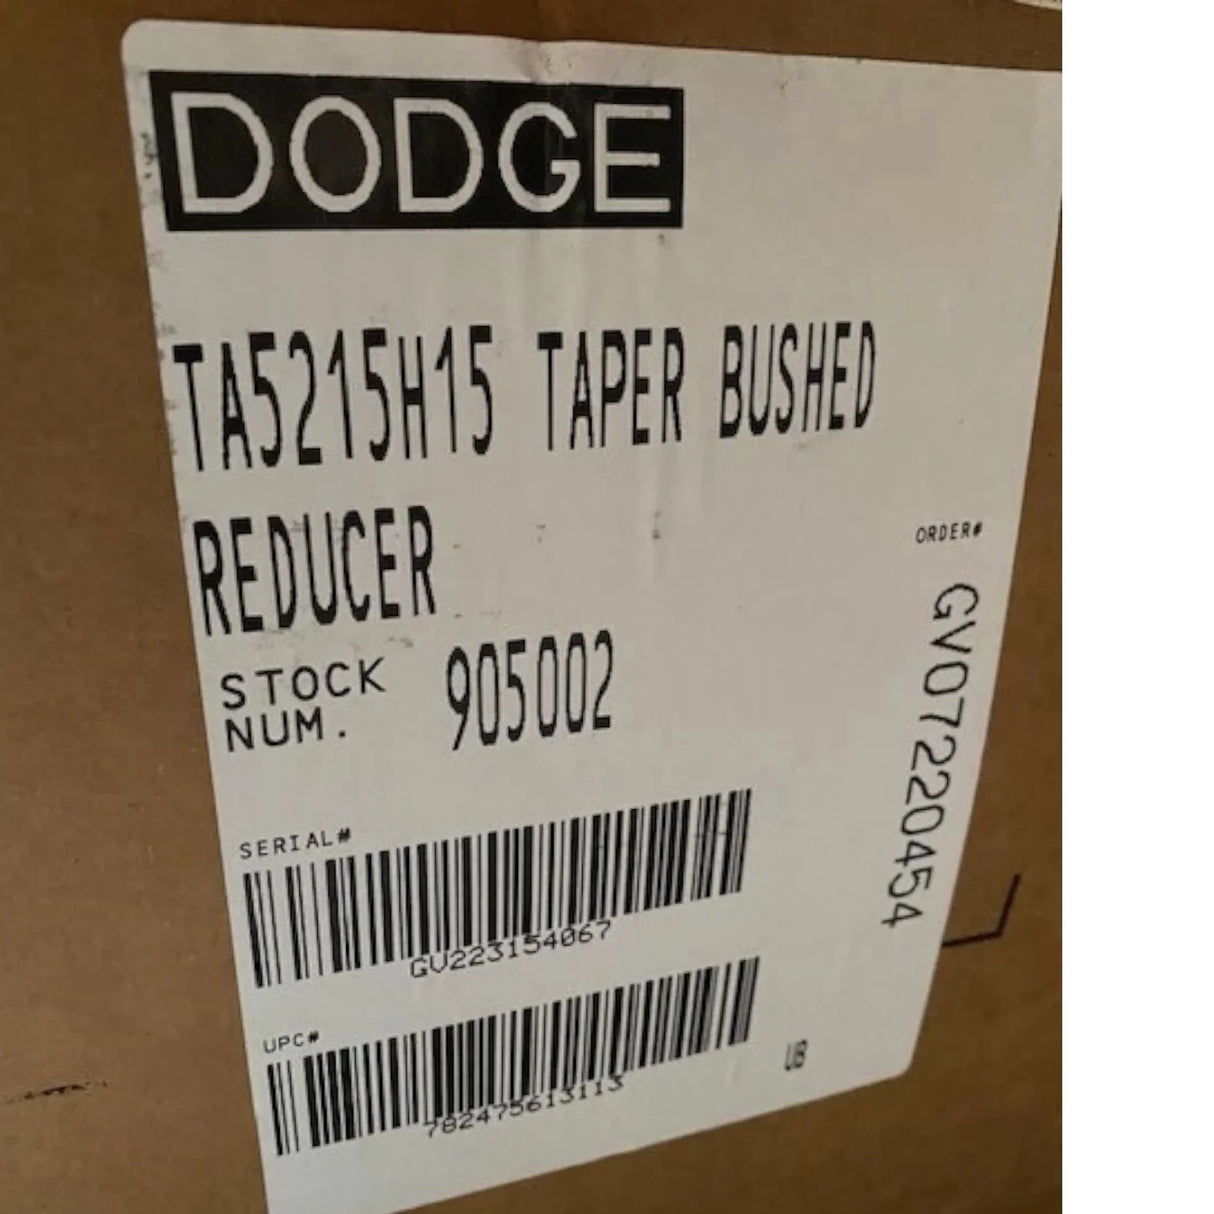 DODGE
TA5215H15 TAPER BUSHED
REDUCER
STOCK
NUM. 905002
ORDER#
GV07220454
SERIAL#
GV223154067
UPC#
782475613113
UB